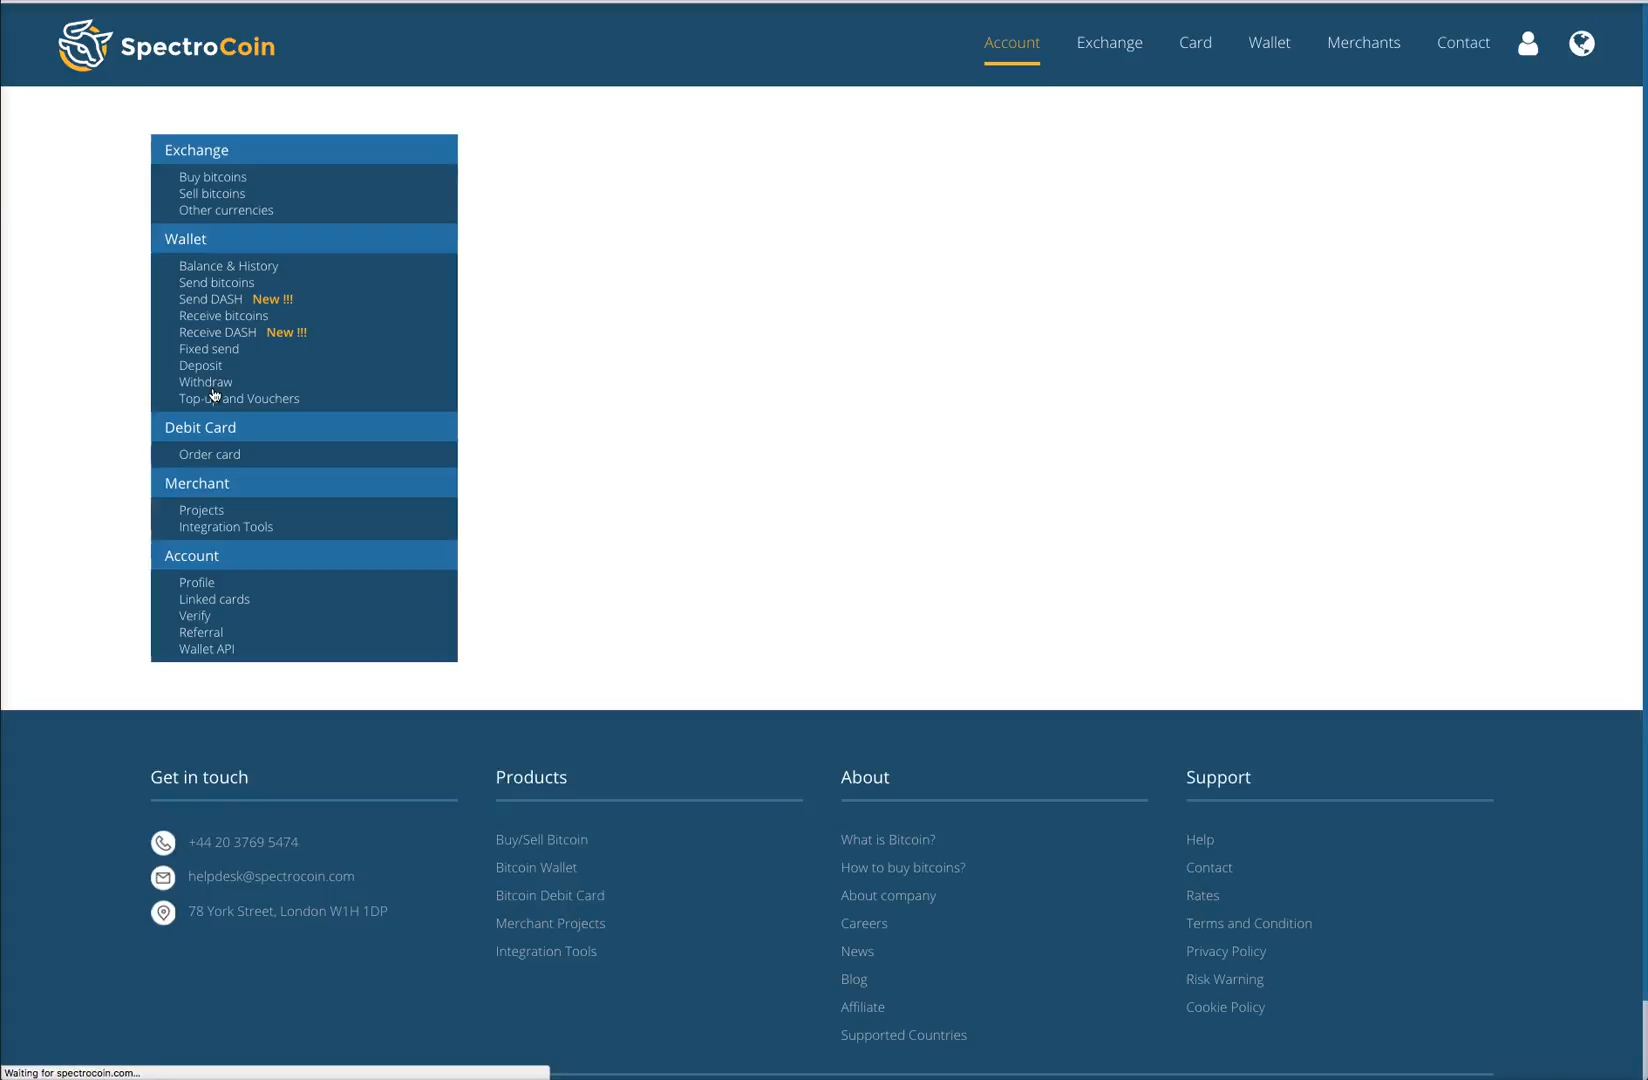 SpectroCoin
Account
Exchange
Card
Wallet
Merchants
Contact
Exchange
Buy bitcoins
Sell bitcoins
Other currencies
Wallet
Balance & History
Send bitcoins
Send DASH New !!!
Receive bitcoins
Receive DASH New !!!
Fixed send
Deposit
Withdraw
Top-up and Vouchers
Debit Card
Order card
Merchant
Projects
Integration Tools
Account
Profile
Linked cards
Verify
Referral
Wallet API
Get in touch
+44 20 3769 5474
helpdesk@spectrocoin.com
78 York Street, London W1H 1DP
Products
Buy/Sell Bitcoin
Bitcoin Wallet
Bitcoin Debit Card
Merchant Projects
Integration Tools
About
What is Bitcoin?
How to buy bitcoins?
About company
Careers
News
Blog
Affiliate
Supported Countries
Support
Help
Contact
Rates
Terms and Condition
Privacy Policy
Risk Warning
Cookie Policy
Waiting for spectrocoin.com...